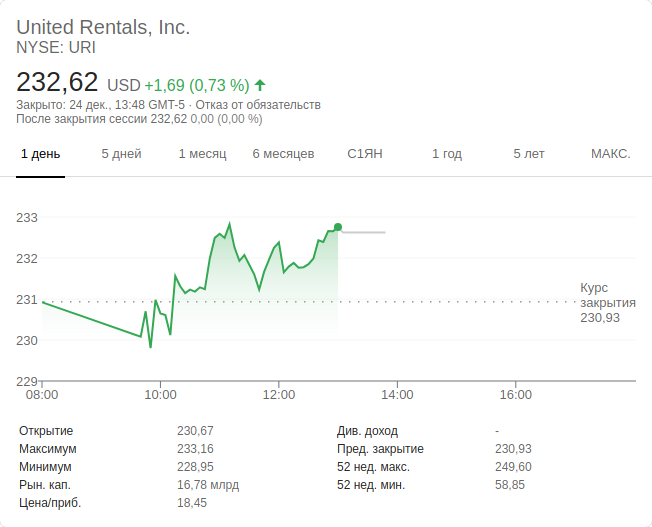 United Rentals, Inc.
NYSE: URI
232,62 USD +1,69 (0,73 %)
Закрыто: 24 дек., 13:48 GMT-5 · Отказ от обязательств
После закрытия сессии 232,62 0,00 (0,00 %)
1 день 5 дней 1 месяц 6 месяцев С1ЯН 1 год 5 лет МАКС.
233
232
231
230
229
Курс
закрытия
230,93
08:00 10:00 12:00 14:00 16:00
Открытие 230,67 Див. доход -
Максимум 233,16 Пред. закрытие 230,93
Минимум 228,95 52 нед. макс. 249,60
Рын. кап. 16,78 млрд 52 нед. мин. 58,85
Цена/приб. 18,45